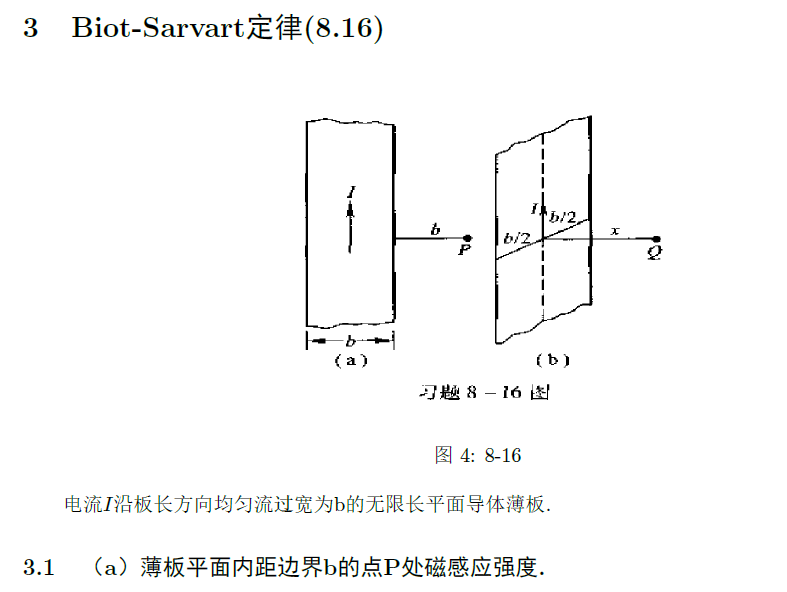 3 Biot-Sarvart定律(8.16)
I
b
P
b
(a)
I
b/2
b/2
x
Q
(b)
习题 8－16 图
图 4: 8-16
电流I沿板长方向均匀流过宽为b的无限长平面导体薄板.
3.1 （a）薄板平面内距边界b的点P处磁感应强度.